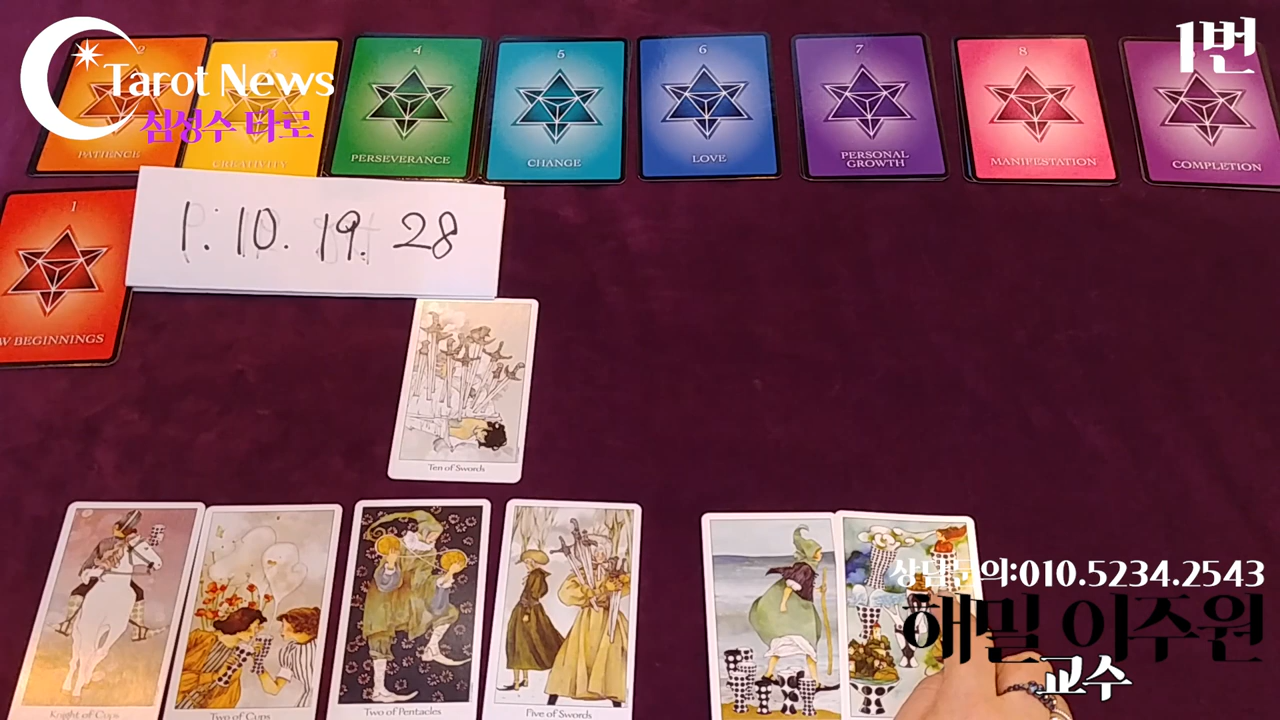 Tarot News
심성수 타로
1번
2
PATIENCE
3
CREATIVITY
4
PERSEVERANCE
5
CHANGE
6
LOVE
7
PERSONAL
GROWTH
8
MANIFESTATION
COMPLETION
1
W BEGINNINGS
1. 10. 19. 28
Ten of Swords
Knight of Cups
Two of Cups
Two of Pentacles
Five of Swords
상담문의:010.5234.2543
해밀 이주원
교수